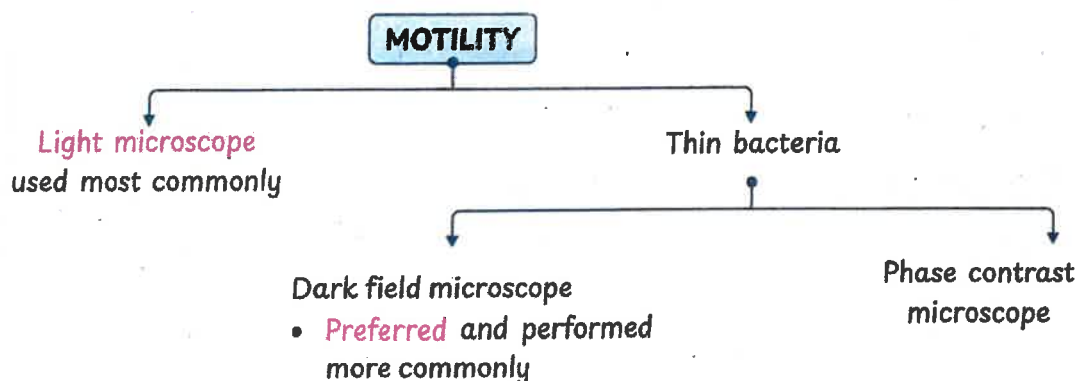 MOTILITY
Light microscope
used most commonly
Thin bacteria
Dark field microscope
• Preferred and performed
more commonly
Phase contrast
microscope